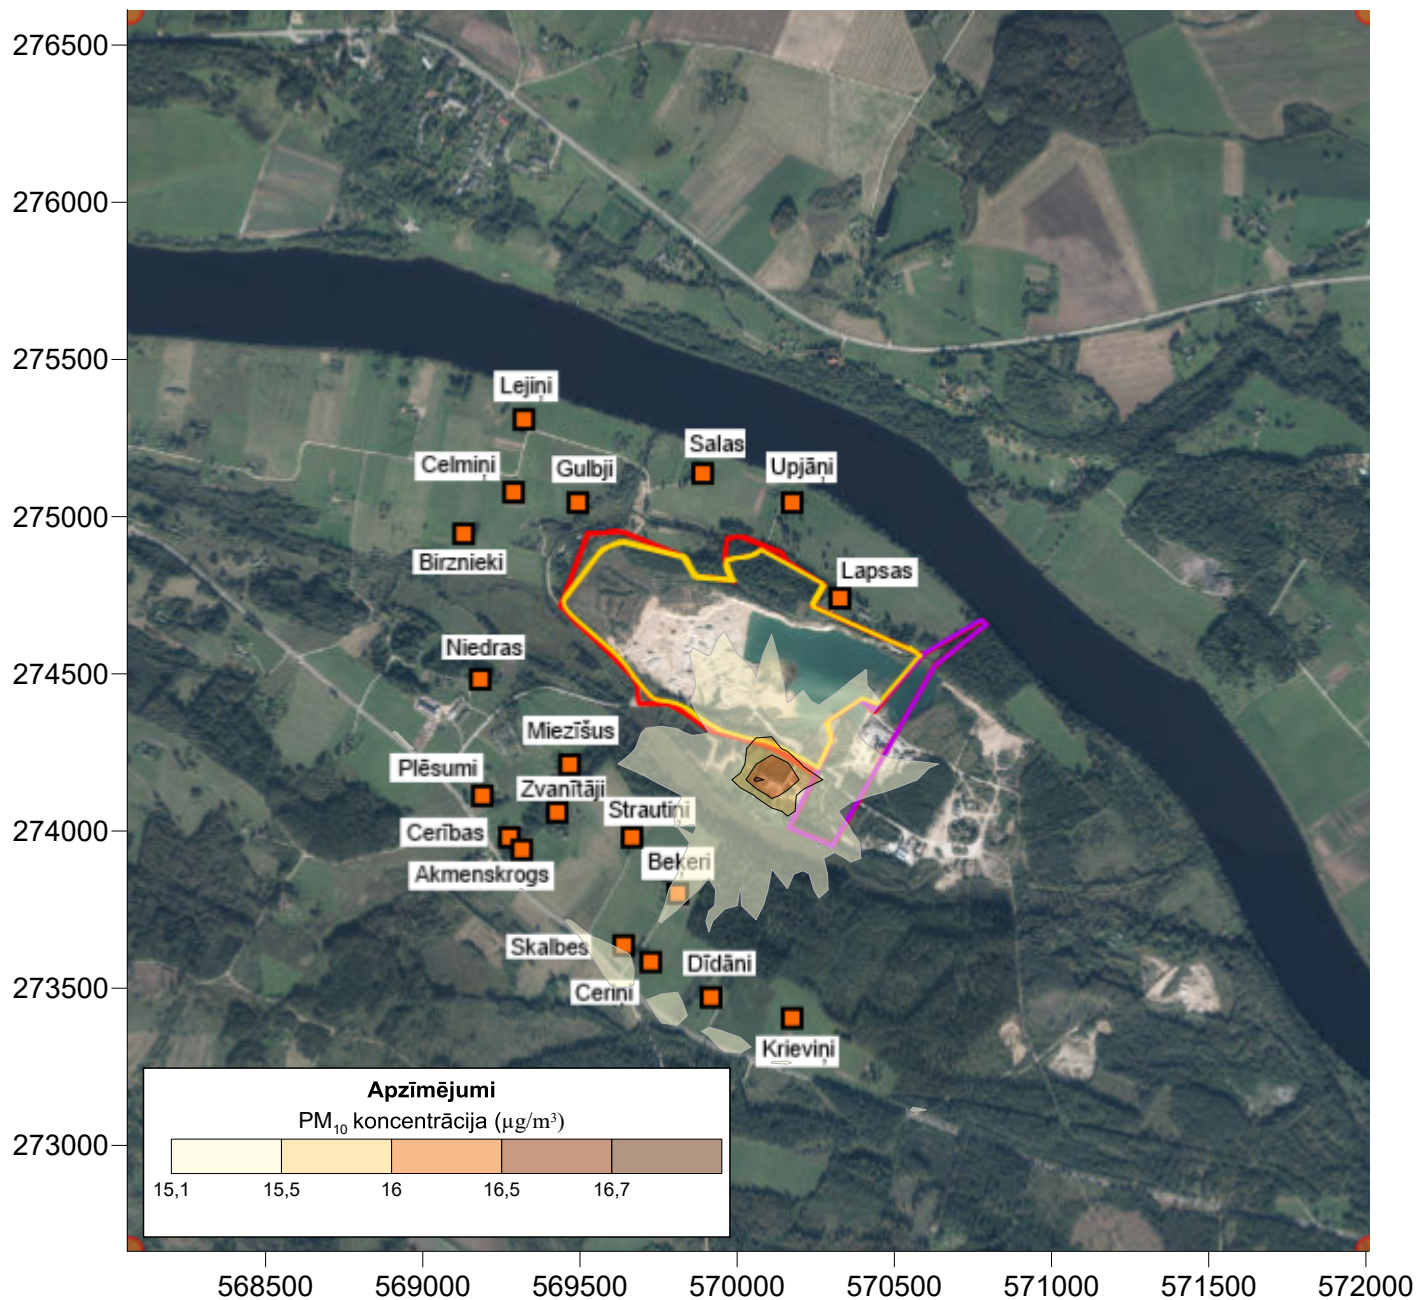 276500
276000
275500
275000
274500
274000
273500
273000
Lejiņi
Salas
Celmiņi
Gulbji
Upjāņi
Birznieki
Lapsas
Niedras
Miezīšus
Plēsumi
Zvanītāji
Strautiņi
Cerības
Bekeri
Akmenskrogs
Skalbes
Dīdāni
Ceriņi
Krieviņi
Apzīmējumi
PM₁₀ koncentrācija (µg/m³)
15,1 15,5 16 16,5 16,7
568500 569000 569500 570000 570500 571000 571500 572000